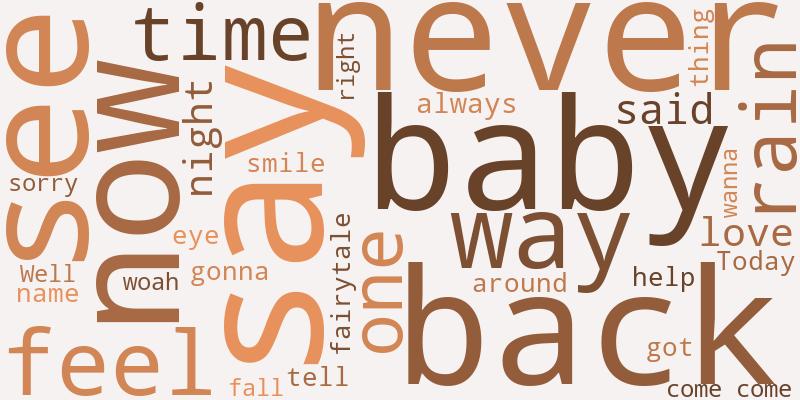 time
never
thing
see
now
night
say
right
always
baby
said
rain
smile
sorry
wanna
eye
way
love
Well
woah
gonna
fairytale
one
around
help
Today
name
back
feel
got
fall
tell
come come